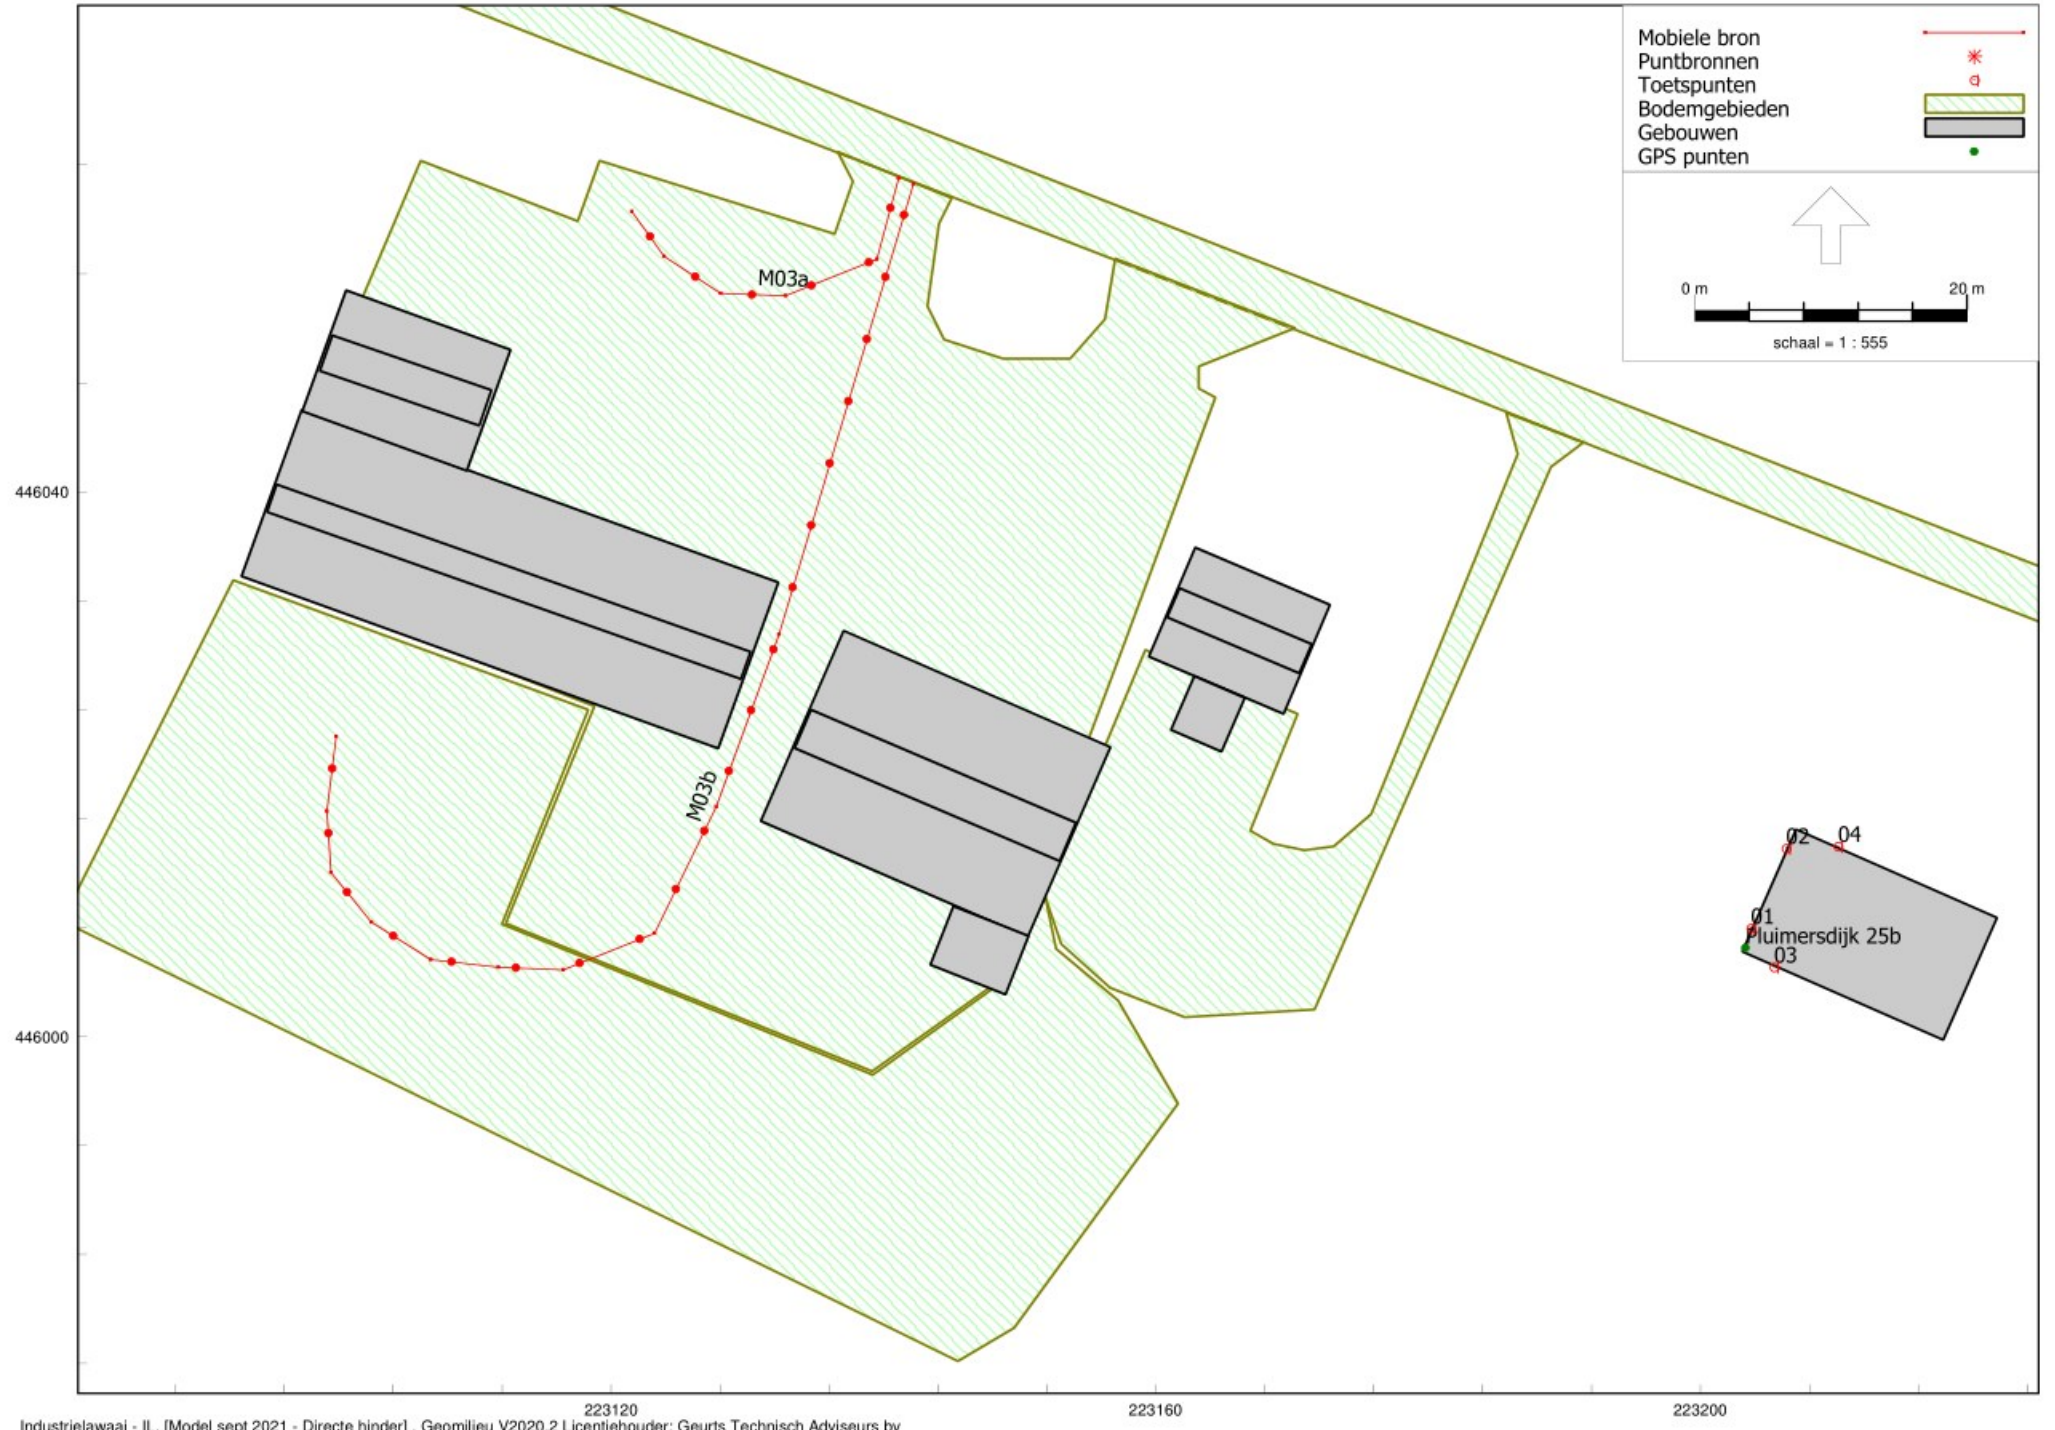 Mobiele bron
Puntbronnen
Toetspunten
Bodemgebieden
Gebouwen
GPS punten
0 m 20 m
schaal = 1 : 555
M03a
M03b
446040
446000
02 04
01
Pluimersdijk 25b
03
223120 223160 223200
Industrielawaai - IL, [Model sept 2021 - Directe hinder] , Geomilieu V2020.2 Licentiehouder: Geurts Technisch Adviseurs bv